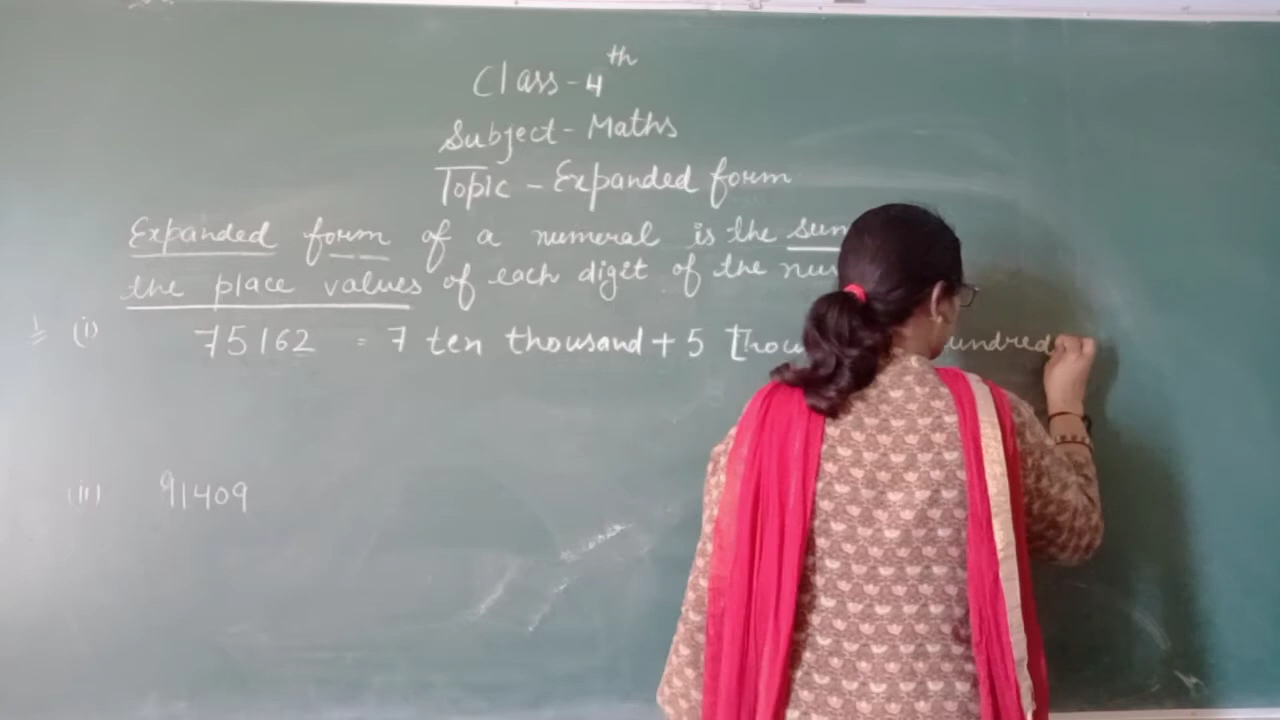 Class-4th
Subject-Maths
Topic - Expanded form
Expanded form of a numeral is the
the place values of each digit of the
(i) 75162 = 7 ten thousand + 5
(ii) 91409